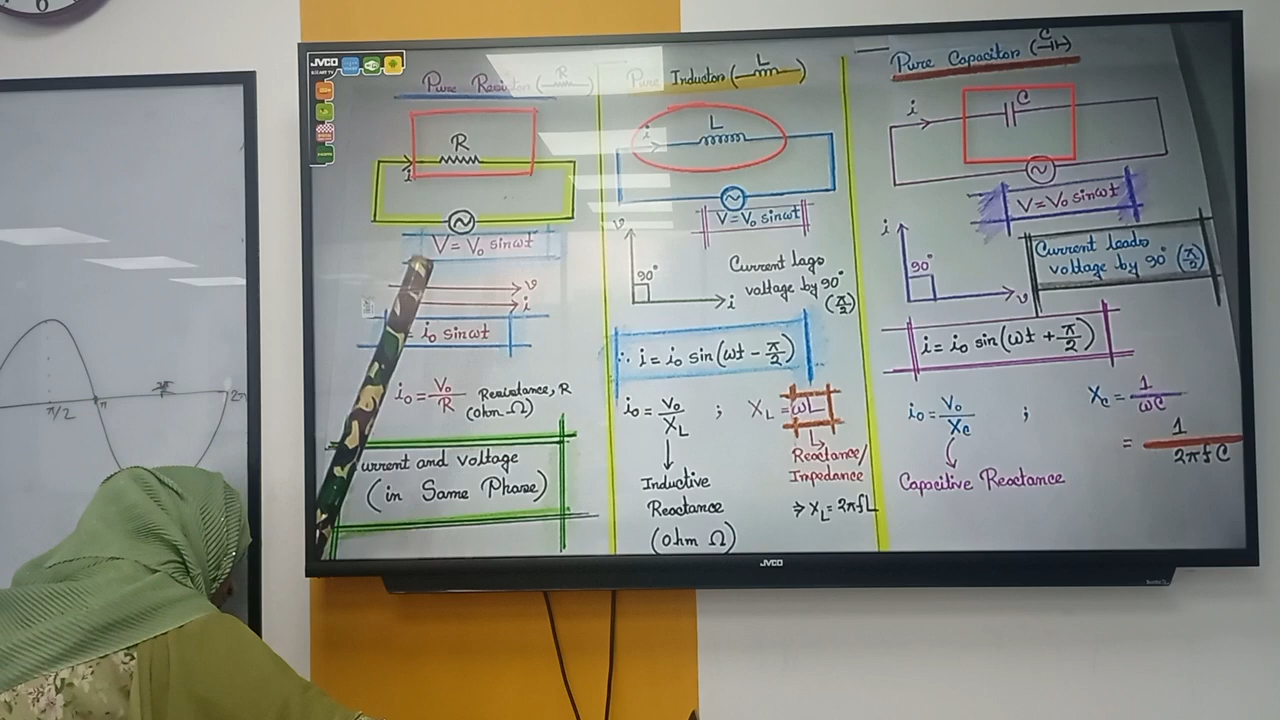 JVCO
Pure Resistor (R)
R
i
V = V₀ sinωt
v
i
= i₀ sinωt
i₀ = V₀/R Resistance, R
(Ohm Ω)
urrent and voltage
(in Same Phase)
Pure Inductor (L)
i
L
V = V₀ sinωt
v
90°
i
Current lags
voltage by 90°
(π/2)
∴ i = i₀ sin(ωt - π/2)
i₀ = V₀/X_L ; X_L = ωL
Inductive
Reactance
(Ohm Ω)
Reactance/
Impedance
⇒ X_L = 2πfL
Pure Capacitor (C)
i
C
V = V₀ sinωt
i
90°
v
Current leads
voltage by 90° (π/2)
i = i₀ sin(ωt + π/2)
i₀ = V₀/X_C ; X_C = 1/ωC
= 1/2πfC
Capacitive Reactance
JVCO
π/2
π
2π
6